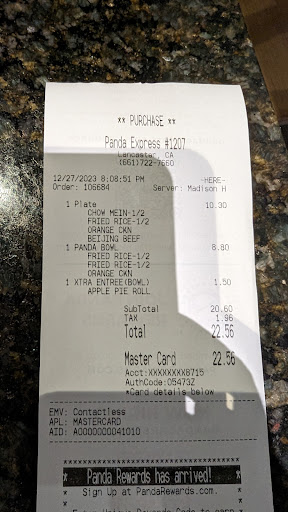 ** PURCHASE **
Panda Express #1207
Lancaster, CA
(661)722-7660
12/27/2023 8:08:51 PM -HERE-
Order: 106684 Server: Madison H
1 Plate 10.30
CHOW MEIN-1/2
FRIED RICE-1/2
ORANGE CKN
BEIJING BEEF
1 PANDA BOWL 8.80
FRIED RICE-1/2
FRIED RICE-1/2
ORANGE CKN
1 XTRA ENTREE(BOWL) 1.50
APPLE PIE ROLL
SubTotal 20.60
TAX 1.96
Total 22.56
Master Card 22.56
Acct:XXXXXXXX8715
AuthCode:05473Z
*Card details below
EMV: Contactless
APL: MASTERCARD
AID: A0000000041010
* Panda Rewards has arrived! *
* Sign Up at PandaRewards.com. *